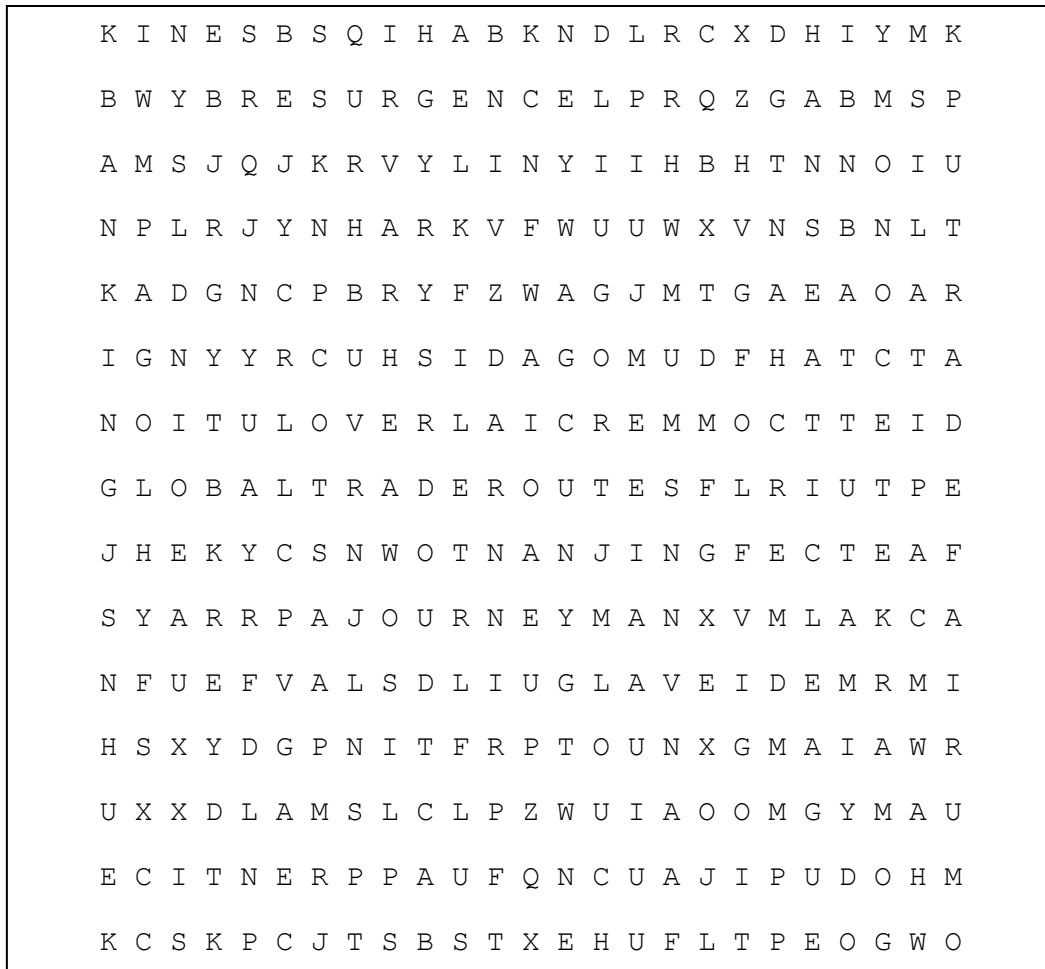 K I N E S B S Q I H A B K N D L R C X D H I Y M K
B W Y B R E S U R G E N C E L P R Q Z G A B M S P
A M S J Q J K R V Y L I N Y I I H B H T N N O I U
N P L R J Y N H A R K V F W U U W X V N S B N L T
K A D G N C P B R Y F Z W A G J M T G A E A O A R
I G N Y Y R C U H S I D A G O M U D F H A T C T A
N O I T U L O V E R L A I C R E M M O C T T E I D
G L O B A L T R A D E R O U T E S F L R I U T P E
J H E K Y C S N W O T N A N J I N G F E C T E A F
S Y A R R P A J O U R N E Y M A N X V M L A K C A
N F U E F V A L S D L I U G L A V E I D E M R M I
H S X Y D G P N I T F R P T O U N X G M A I A W R
U X X D L A M S L C L P Z W U I A O O M G Y M A U
E C I T N E R P P A U F Q N C U A J I P U D O H M
K C S K P C J T S B S T X E H U F L T P E O G W O